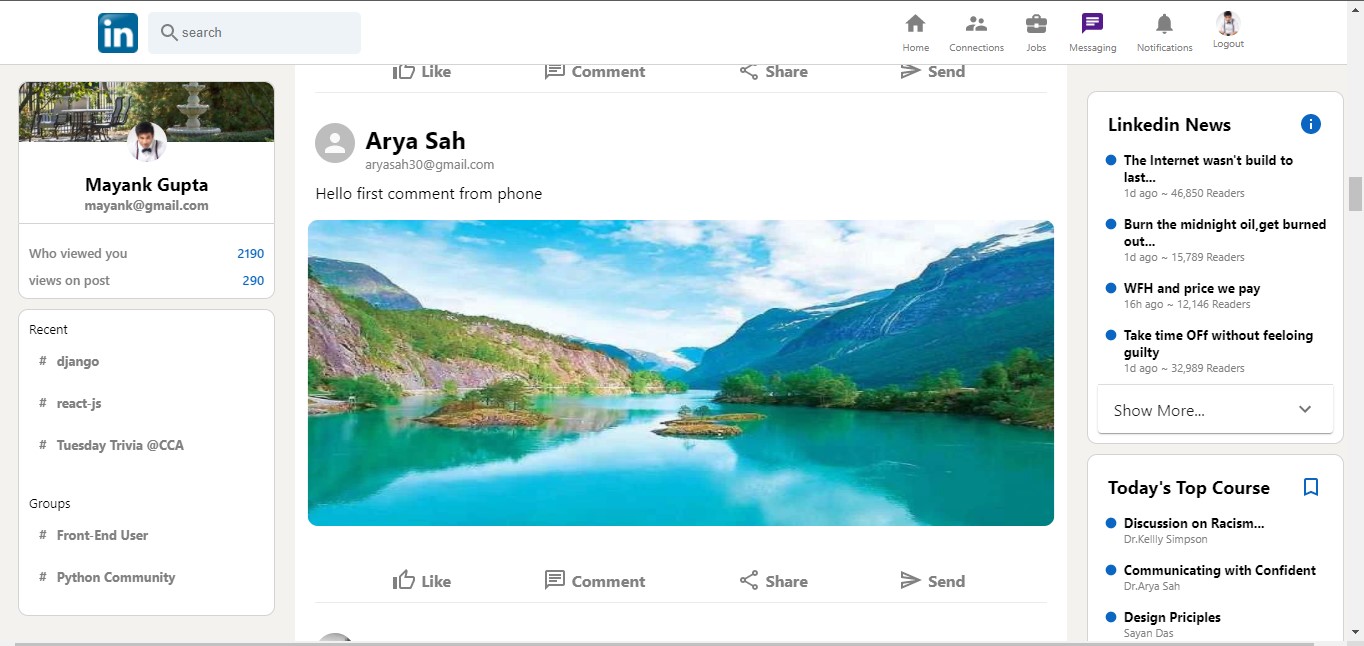 in
search
Home
Connections
Jobs
Messaging
Notifications
Logout
Mayank Gupta
mayank@gmail.com
Who viewed you 2190
views on post 290
Recent
# django
# react-js
# Tuesday Trivia @CCA
Groups
# Front-End User
# Python Community
Like Comment Share Send
Arya Sah
aryasah30@gmail.com
Hello first comment from phone
Like Comment Share Send
Linkedin News
The Internet wasn't build to
last...
1d ago ~ 46,850 Readers
Burn the midnight oil,get burned
out...
1d ago ~ 15,789 Readers
WFH and price we pay
16h ago ~ 12,146 Readers
Take time OFf without feeloing
guilty
1d ago ~ 32,989 Readers
Show More...
Today's Top Course
Discussion on Racism...
Dr.Kellly Simpson
Communicating with Confident
Dr.Arya Sah
Design Priciples
Sayan Das